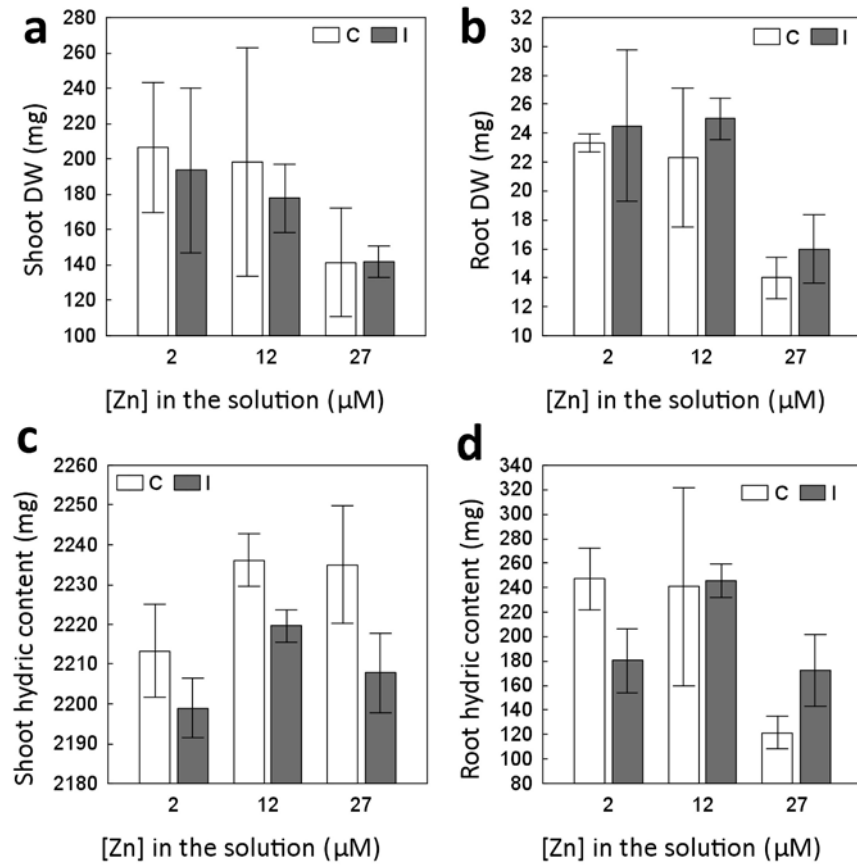 a
C I
Shoot DW (mg)
280
260
240
220
200
180
160
140
120
100
2 12 27
[Zn] in the solution (µM)
b
C I
Root DW (mg)
32
30
28
26
24
22
20
18
16
14
12
10
2 12 27
[Zn] in the solution (µM)
c
C I
Shoot hydric content (mg)
2260
2250
2240
2230
2220
2210
2200
2190
2180
2 12 27
[Zn] in the solution (µM)
d
C I
Root hydric content (mg)
340
320
300
280
260
240
220
200
180
160
140
120
100
80
2 12 27
[Zn] in the solution (µM)